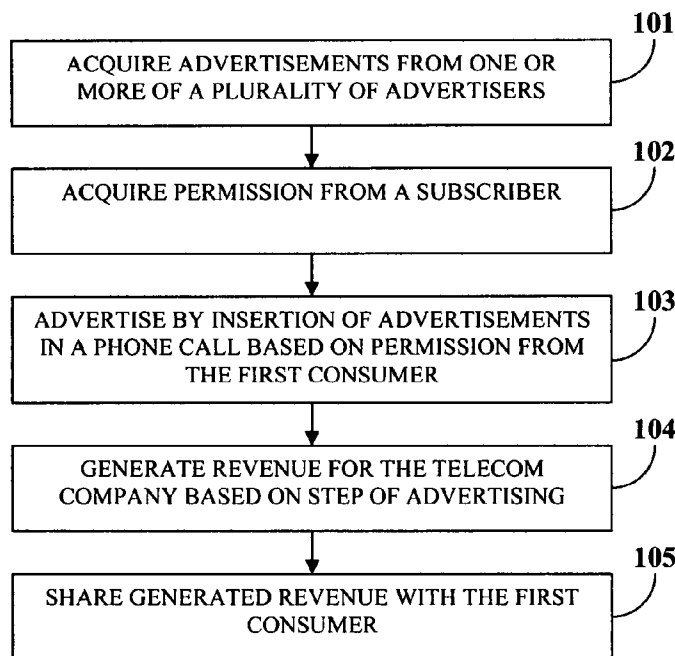 101
ACQUIRE ADVERTISEMENTS FROM ONE OR
MORE OF A PLURALITY OF ADVERTISERS
102
ACQUIRE PERMISSION FROM A SUBSCRIBER
103
ADVERTISE BY INSERTION OF ADVERTISEMENTS
IN A PHONE CALL BASED ON PERMISSION FROM
THE FIRST CONSUMER
104
GENERATE REVENUE FOR THE TELECOM
COMPANY BASED ON STEP OF ADVERTISING
105
SHARE GENERATED REVENUE WITH THE FIRST
CONSUMER